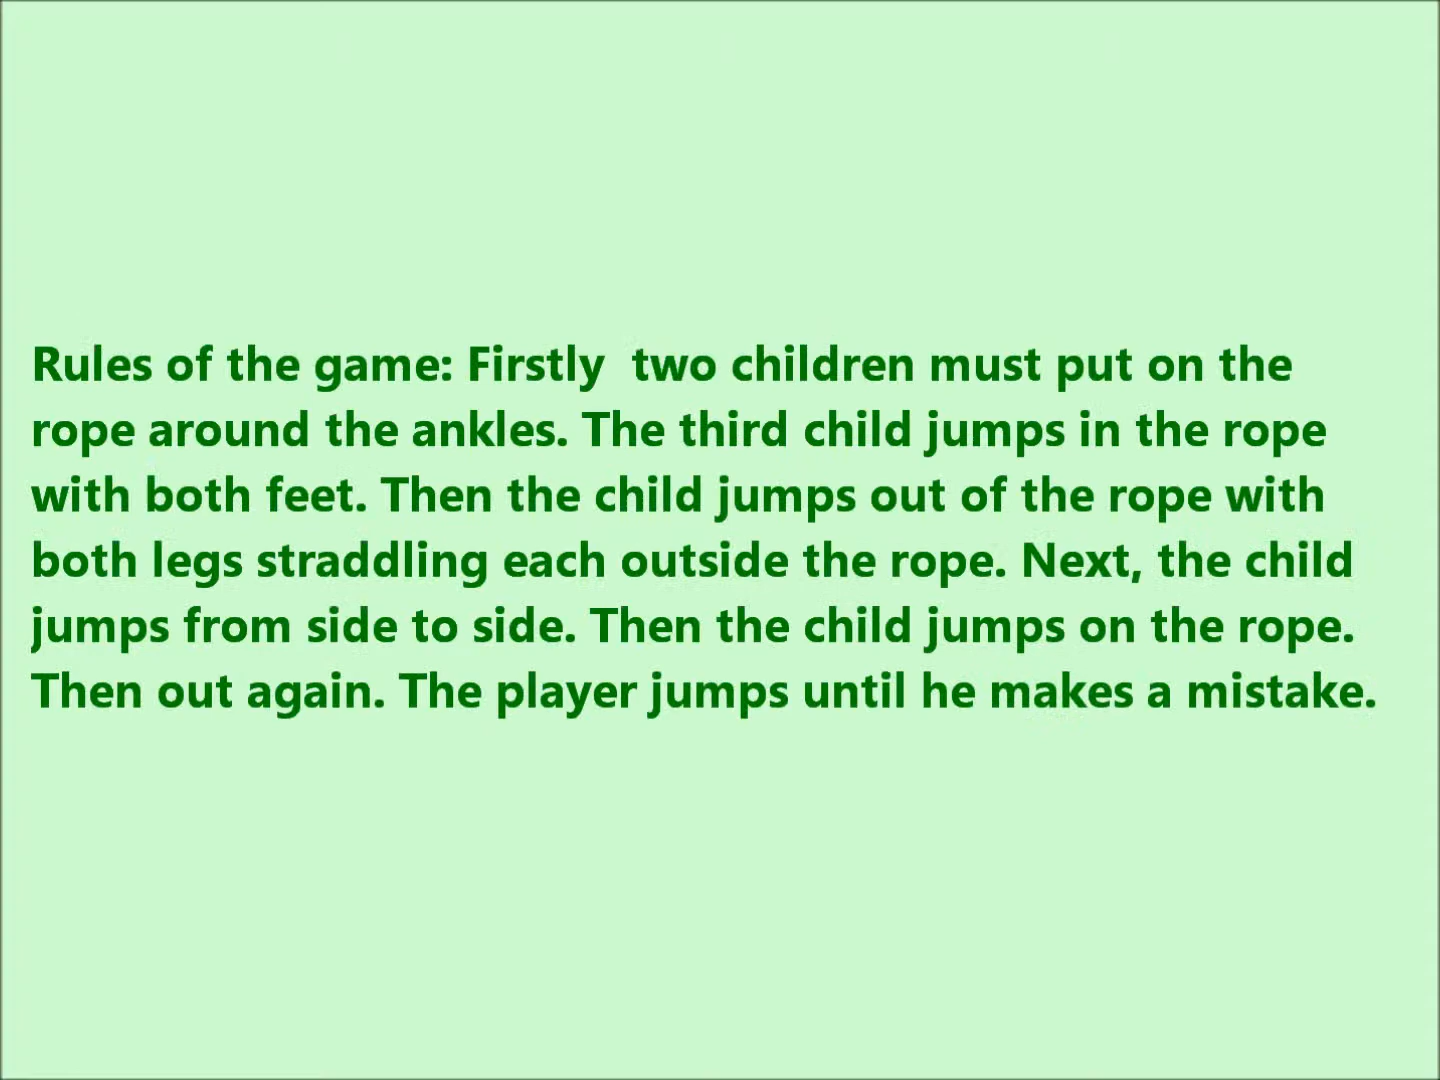 Rules of the game: Firstly  two children must put on the
rope around the ankles. The third child jumps in the rope
with both feet. Then the child jumps out of the rope with
both legs straddling each outside the rope. Next, the child
jumps from side to side. Then the child jumps on the rope.
Then out again. The player jumps until he makes a mistake.